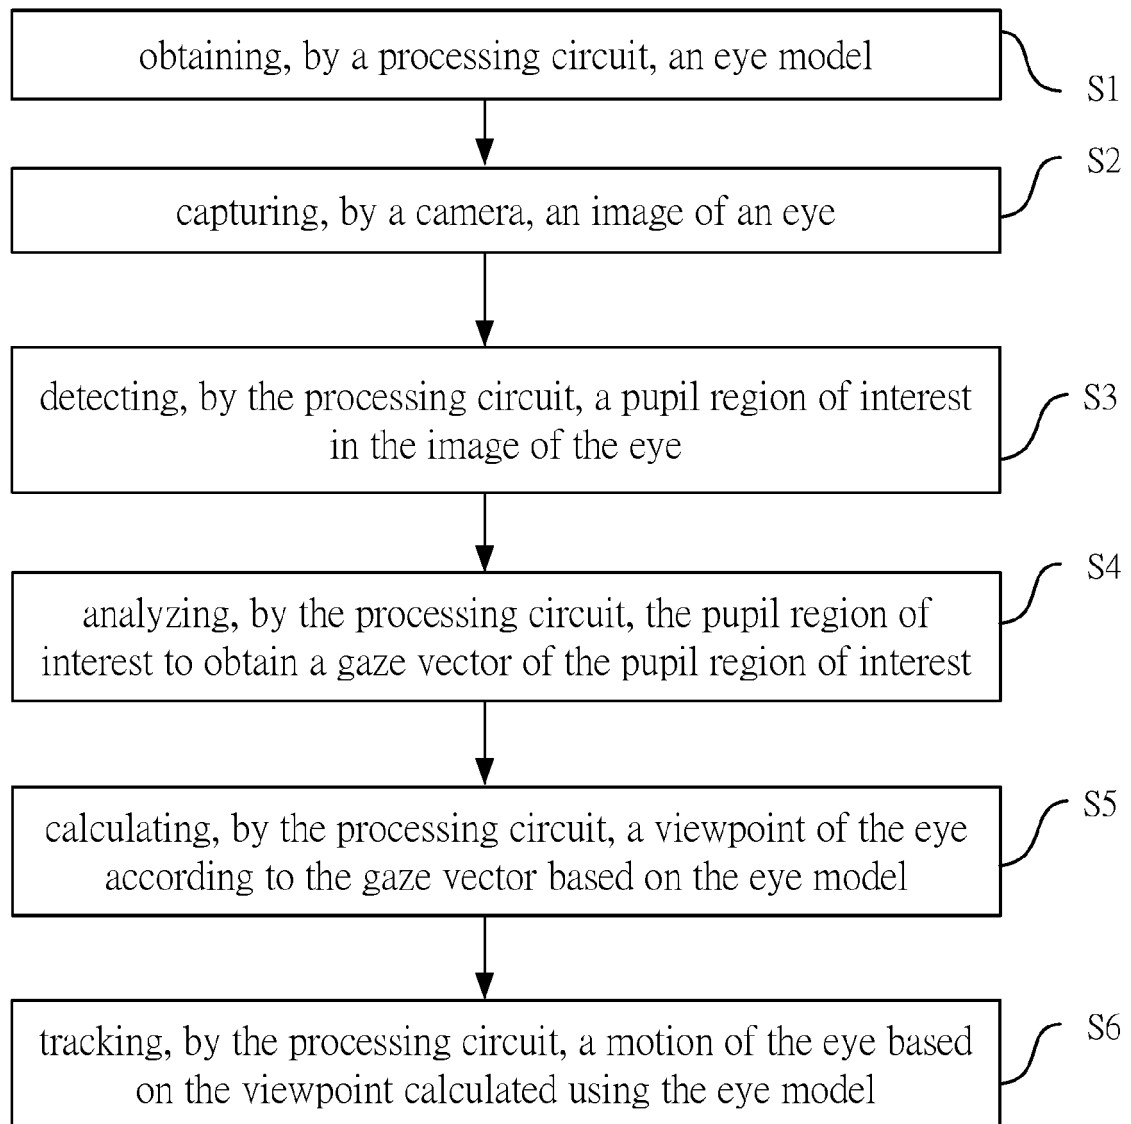 obtaining, by a processing circuit, an eye model
S1
capturing, by a camera, an image of an eye
S2
detecting, by the processing circuit, a pupil region of interest
in the image of the eye
S3
analyzing, by the processing circuit, the pupil region of
interest to obtain a gaze vector of the pupil region of interest
S4
calculating, by the processing circuit, a viewpoint of the eye
according to the gaze vector based on the eye model
S5
tracking, by the processing circuit, a motion of the eye based
on the viewpoint calculated using the eye model
S6